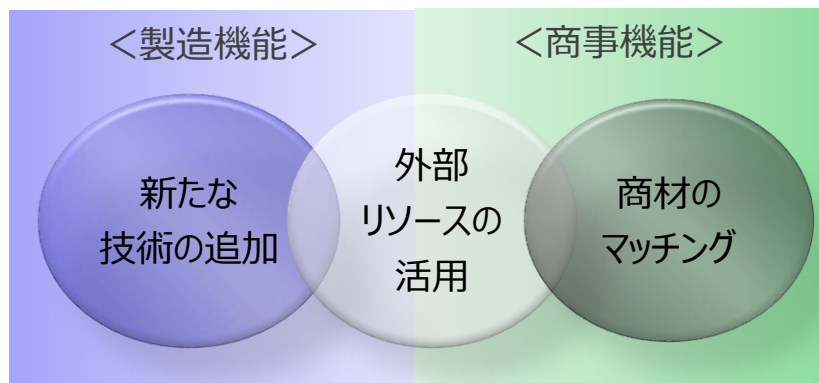 ＜製造機能＞
＜商事機能＞
新たな
技術の追加
外部
リソースの
活用
商材の
マッチング